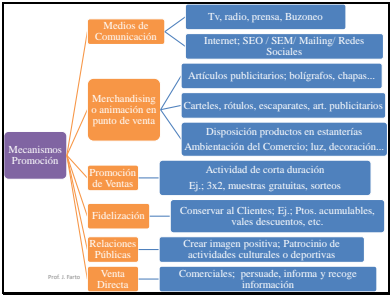 Mecanismos
Promoción
Medios de
Comunicación
Tv, radio, prensa, Buzoneo
Internet; SEO / SEM/ Mailing/ Redes
Sociales
Merchandising
o animación en
punto de venta
Artículos publicitarios; bolígrafos, chapas...
Carteles, rótulos, escaparates, art. publicitarios
Disposición productos en estanterías
Ambientación del Comercio; luz, decoración...
Promoción
de Ventas
Actividad de corta duración
Ej.; 3x2, muestras gratuitas, sorteos
Fidelización
Conservar al Clientes; Ej.; Ptos. acumulables,
vales descuentos, etc.
Relaciones
Públicas
Crear imagen positiva; Patrocinio de
actividades culturales o deportivas
Venta
Directa
Comerciales;  persuade, informa y recoge
información
Prof. J. Farto